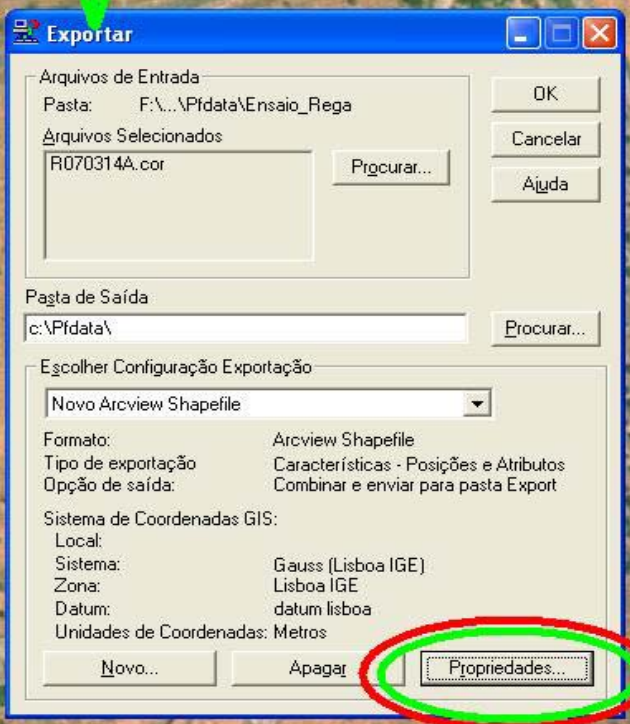 Exportar
Arquivos de Entrada
Pasta: F:\...\Pfdata\Ensaio_Rega
Arquivos Selecionados
R070314A.cor
Procurar...
OK
Cancelar
Ajuda
Pasta de Saída
c:\Pfdata\
Procurar...
Escolher Configuração Exportação
Novo Arcview Shapefile
Formato: Arcview Shapefile
Tipo de exportação Características - Posições e Atributos
Opção de saída: Combinar e enviar para pasta Export
Sistema de Coordenadas GIS:
Local:
Sistema: Gauss (Lisboa IGE)
Zona: Lisboa IGE
Datum: datum lisboa
Unidades de Coordenadas: Metros
Novo... Apagar Propriedades...